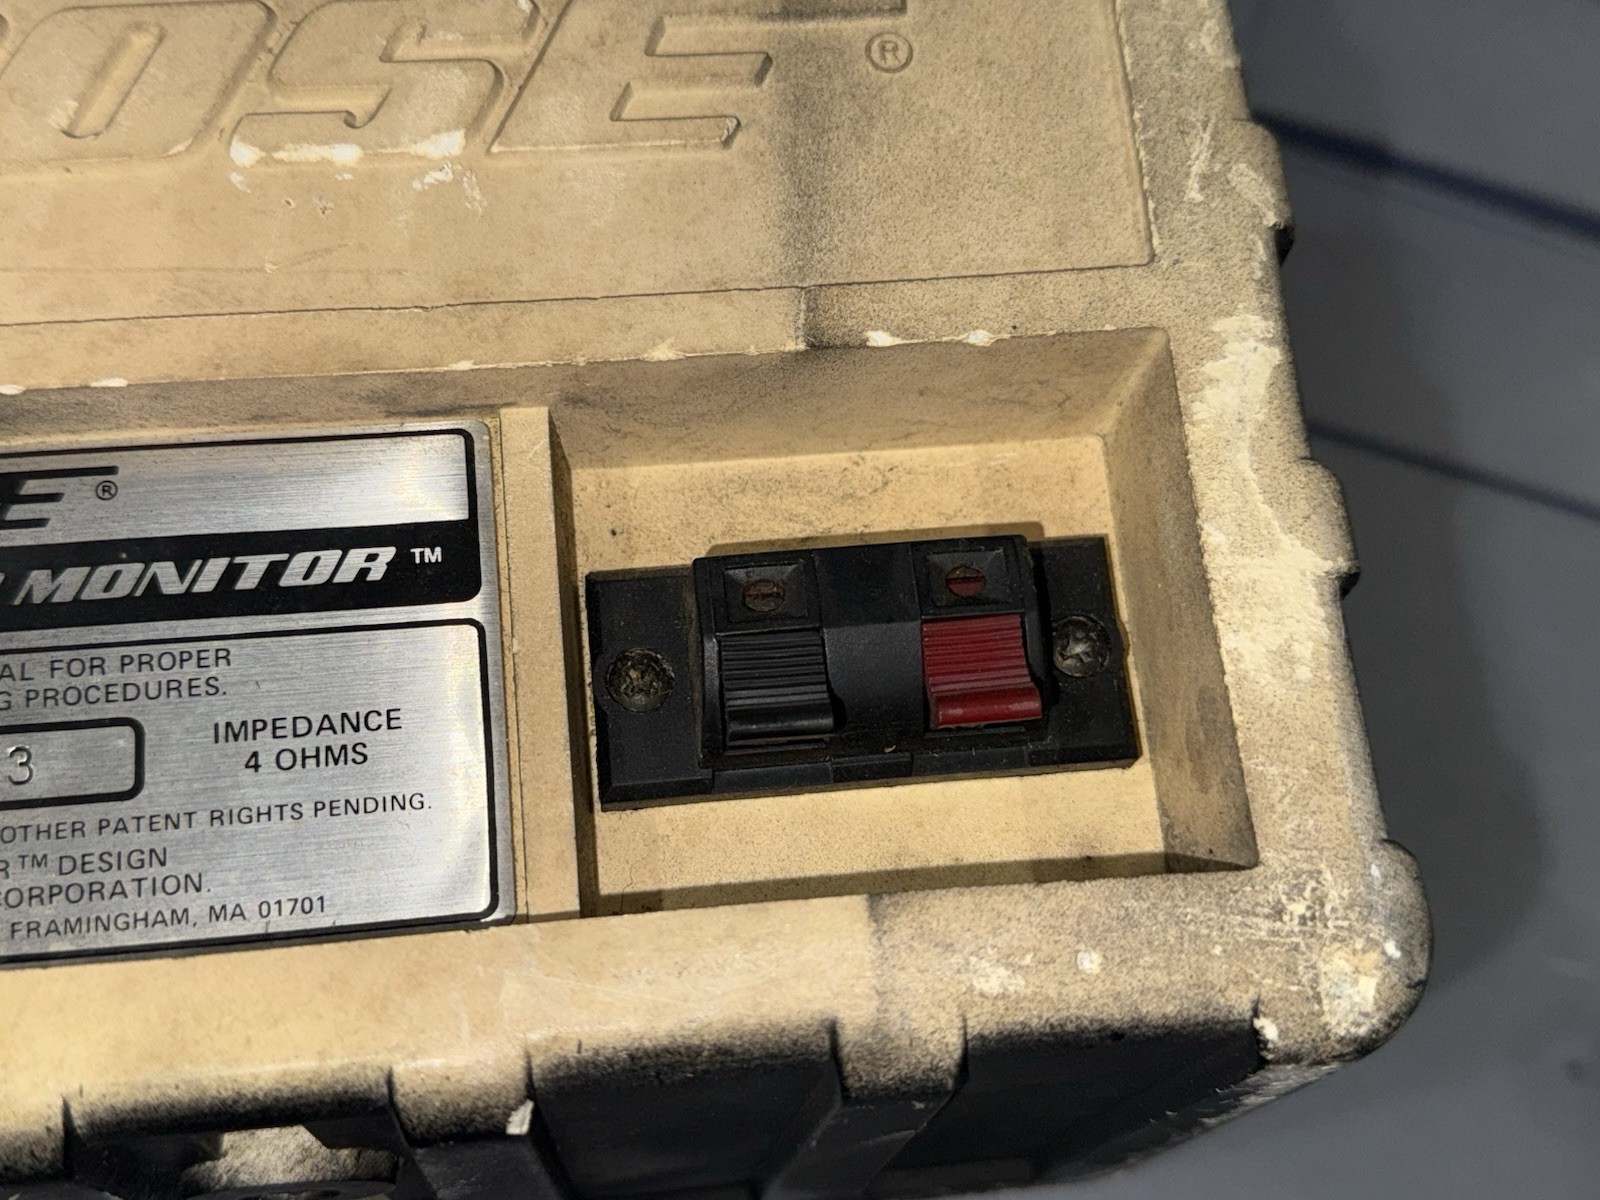 OSE®
E®
MONITOR™
AL FOR PROPER
G PROCEDURES.
3
IMPEDANCE
4 OHMS
OTHER PATENT RIGHTS PENDING.
R™ DESIGN
CORPORATION.
FRAMINGHAM, MA 01701